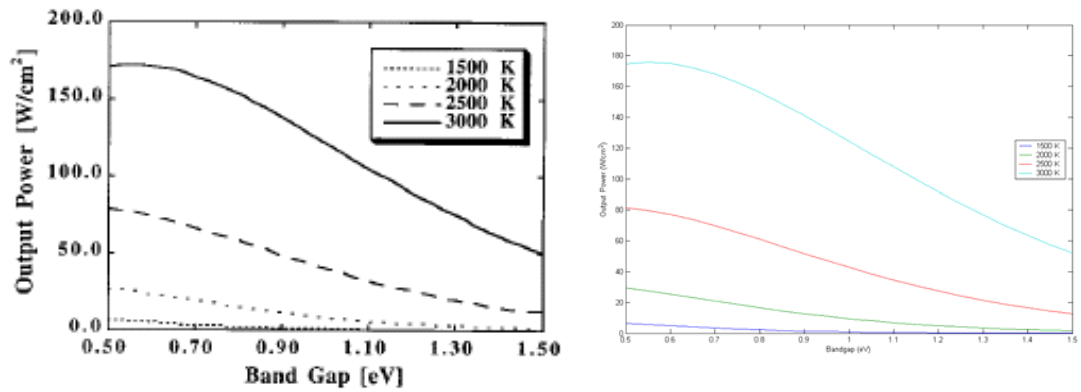 200.0
150.0
100.0
50.0
0.0
Output Power [W/cm²]
1500 K
2000 K
2500 K
3000 K
0.50 0.70 0.90 1.10 1.30 1.50
Band Gap [eV]
200
180
160
140
120
100
80
60
40
20
0
Output Power (W/cm²)
1500 K
2000 K
2500 K
3000 K
0.5 0.6 0.7 0.8 0.9 1 1.1 1.2 1.3 1.4 1.5
Bandgap (eV)